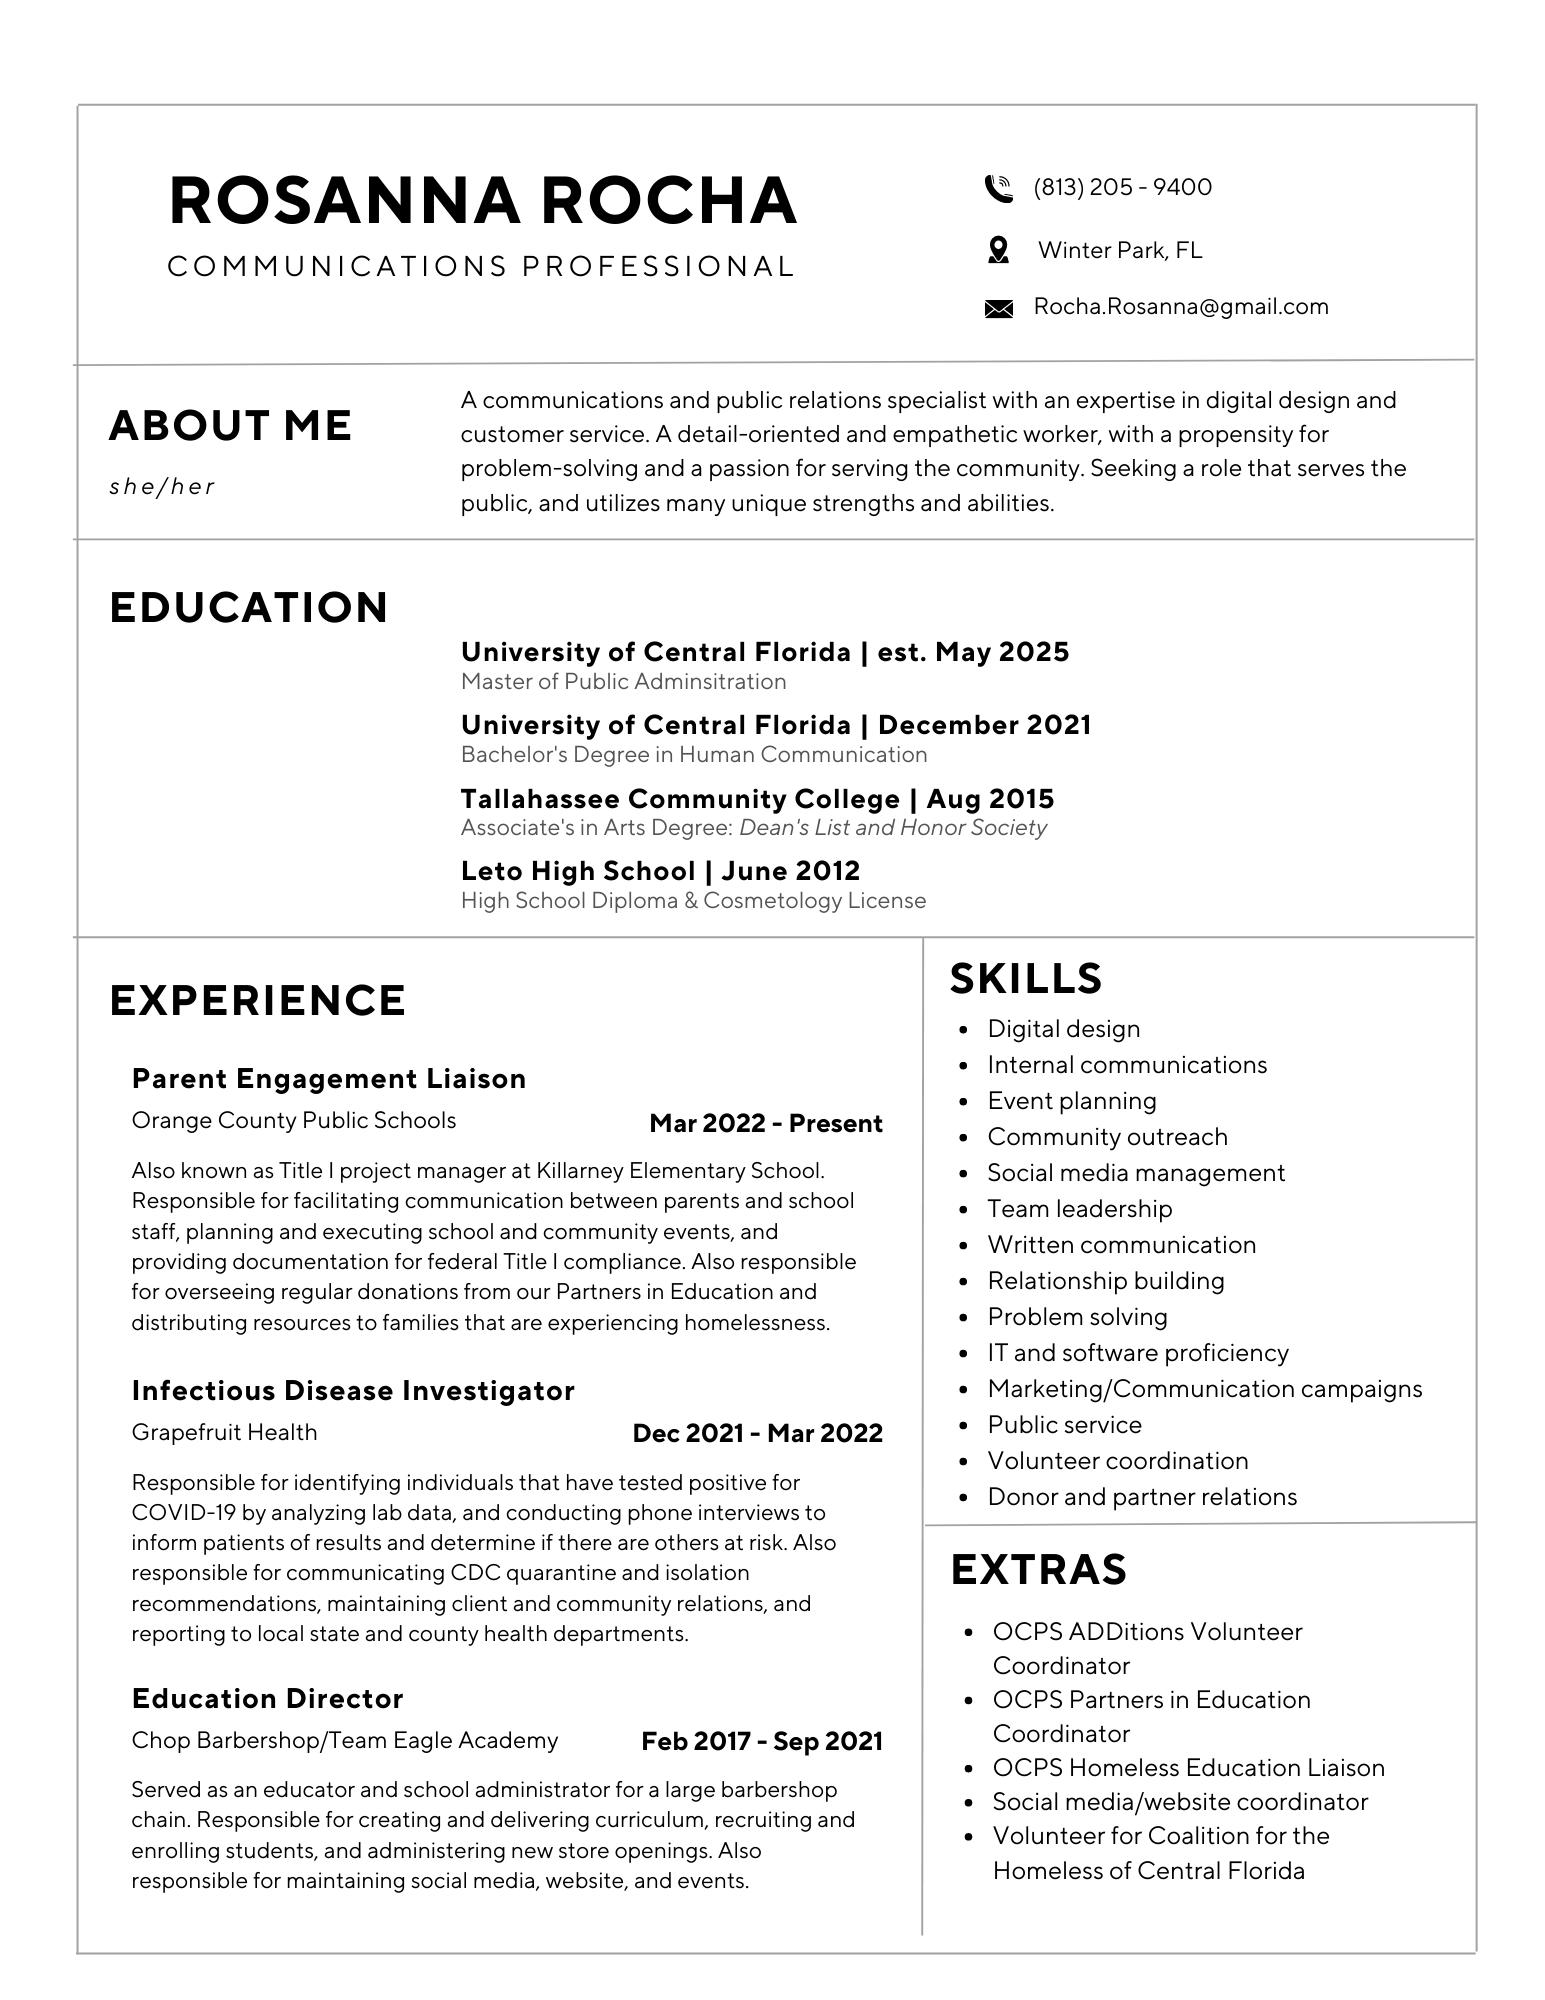 ROSANNA ROCHA
COMMUNICATIONS PROFESSIONAL
(813) 205 - 9400
Winter Park, FL
Rocha.Rosanna@gmail.com
ABOUT ME
she/her
A communications and public relations specialist with an expertise in digital design and
customer service. A detail-oriented and empathetic worker, with a propensity for
problem-solving and a passion for serving the community. Seeking a role that serves the
public, and utilizes many unique strengths and abilities.
EDUCATION
University of Central Florida | est. May 2025
Master of Public Adminsitration
University of Central Florida | December 2021
Bachelor's Degree in Human Communication
Tallahassee Community College | Aug 2015
Associate's in Arts Degree: Dean's List and Honor Society
Leto High School | June 2012
High School Diploma & Cosmetology License
EXPERIENCE
Parent Engagement Liaison
Orange County Public Schools
Mar 2022 - Present
Also known as Title I project manager at Killarney Elementary School.
Responsible for facilitating communication between parents and school
staff, planning and executing school and community events, and
providing documentation for federal Title I compliance. Also responsible
for overseeing regular donations from our Partners in Education and
distributing resources to families that are experiencing homelessness.
Infectious Disease Investigator
Grapefruit Health
Dec 2021 - Mar 2022
Responsible for identifying individuals that have tested positive for
COVID-19 by analyzing lab data, and conducting phone interviews to
inform patients of results and determine if there are others at risk. Also
responsible for communicating CDC quarantine and isolation
recommendations, maintaining client and community relations, and
reporting to local state and county health departments.
Education Director
Chop Barbershop/Team Eagle Academy
Feb 2017 - Sep 2021
Served as an educator and school administrator for a large barbershop
chain. Responsible for creating and delivering curriculum, recruiting and
enrolling students, and administering new store openings. Also
responsible for maintaining social media, website, and events.
SKILLS
• Digital design
• Internal communications
• Event planning
• Community outreach
• Social media management
• Team leadership
• Written communication
• Relationship building
• Problem solving
• IT and software proficiency
• Marketing/Communication campaigns
• Public service
• Volunteer coordination
• Donor and partner relations
EXTRAS
• OCPS ADDitions Volunteer
Coordinator
• OCPS Partners in Education
Coordinator
• OCPS Homeless Education Liaison
• Social media/website coordinator
• Volunteer for Coalition for the
Homeless of Central Florida